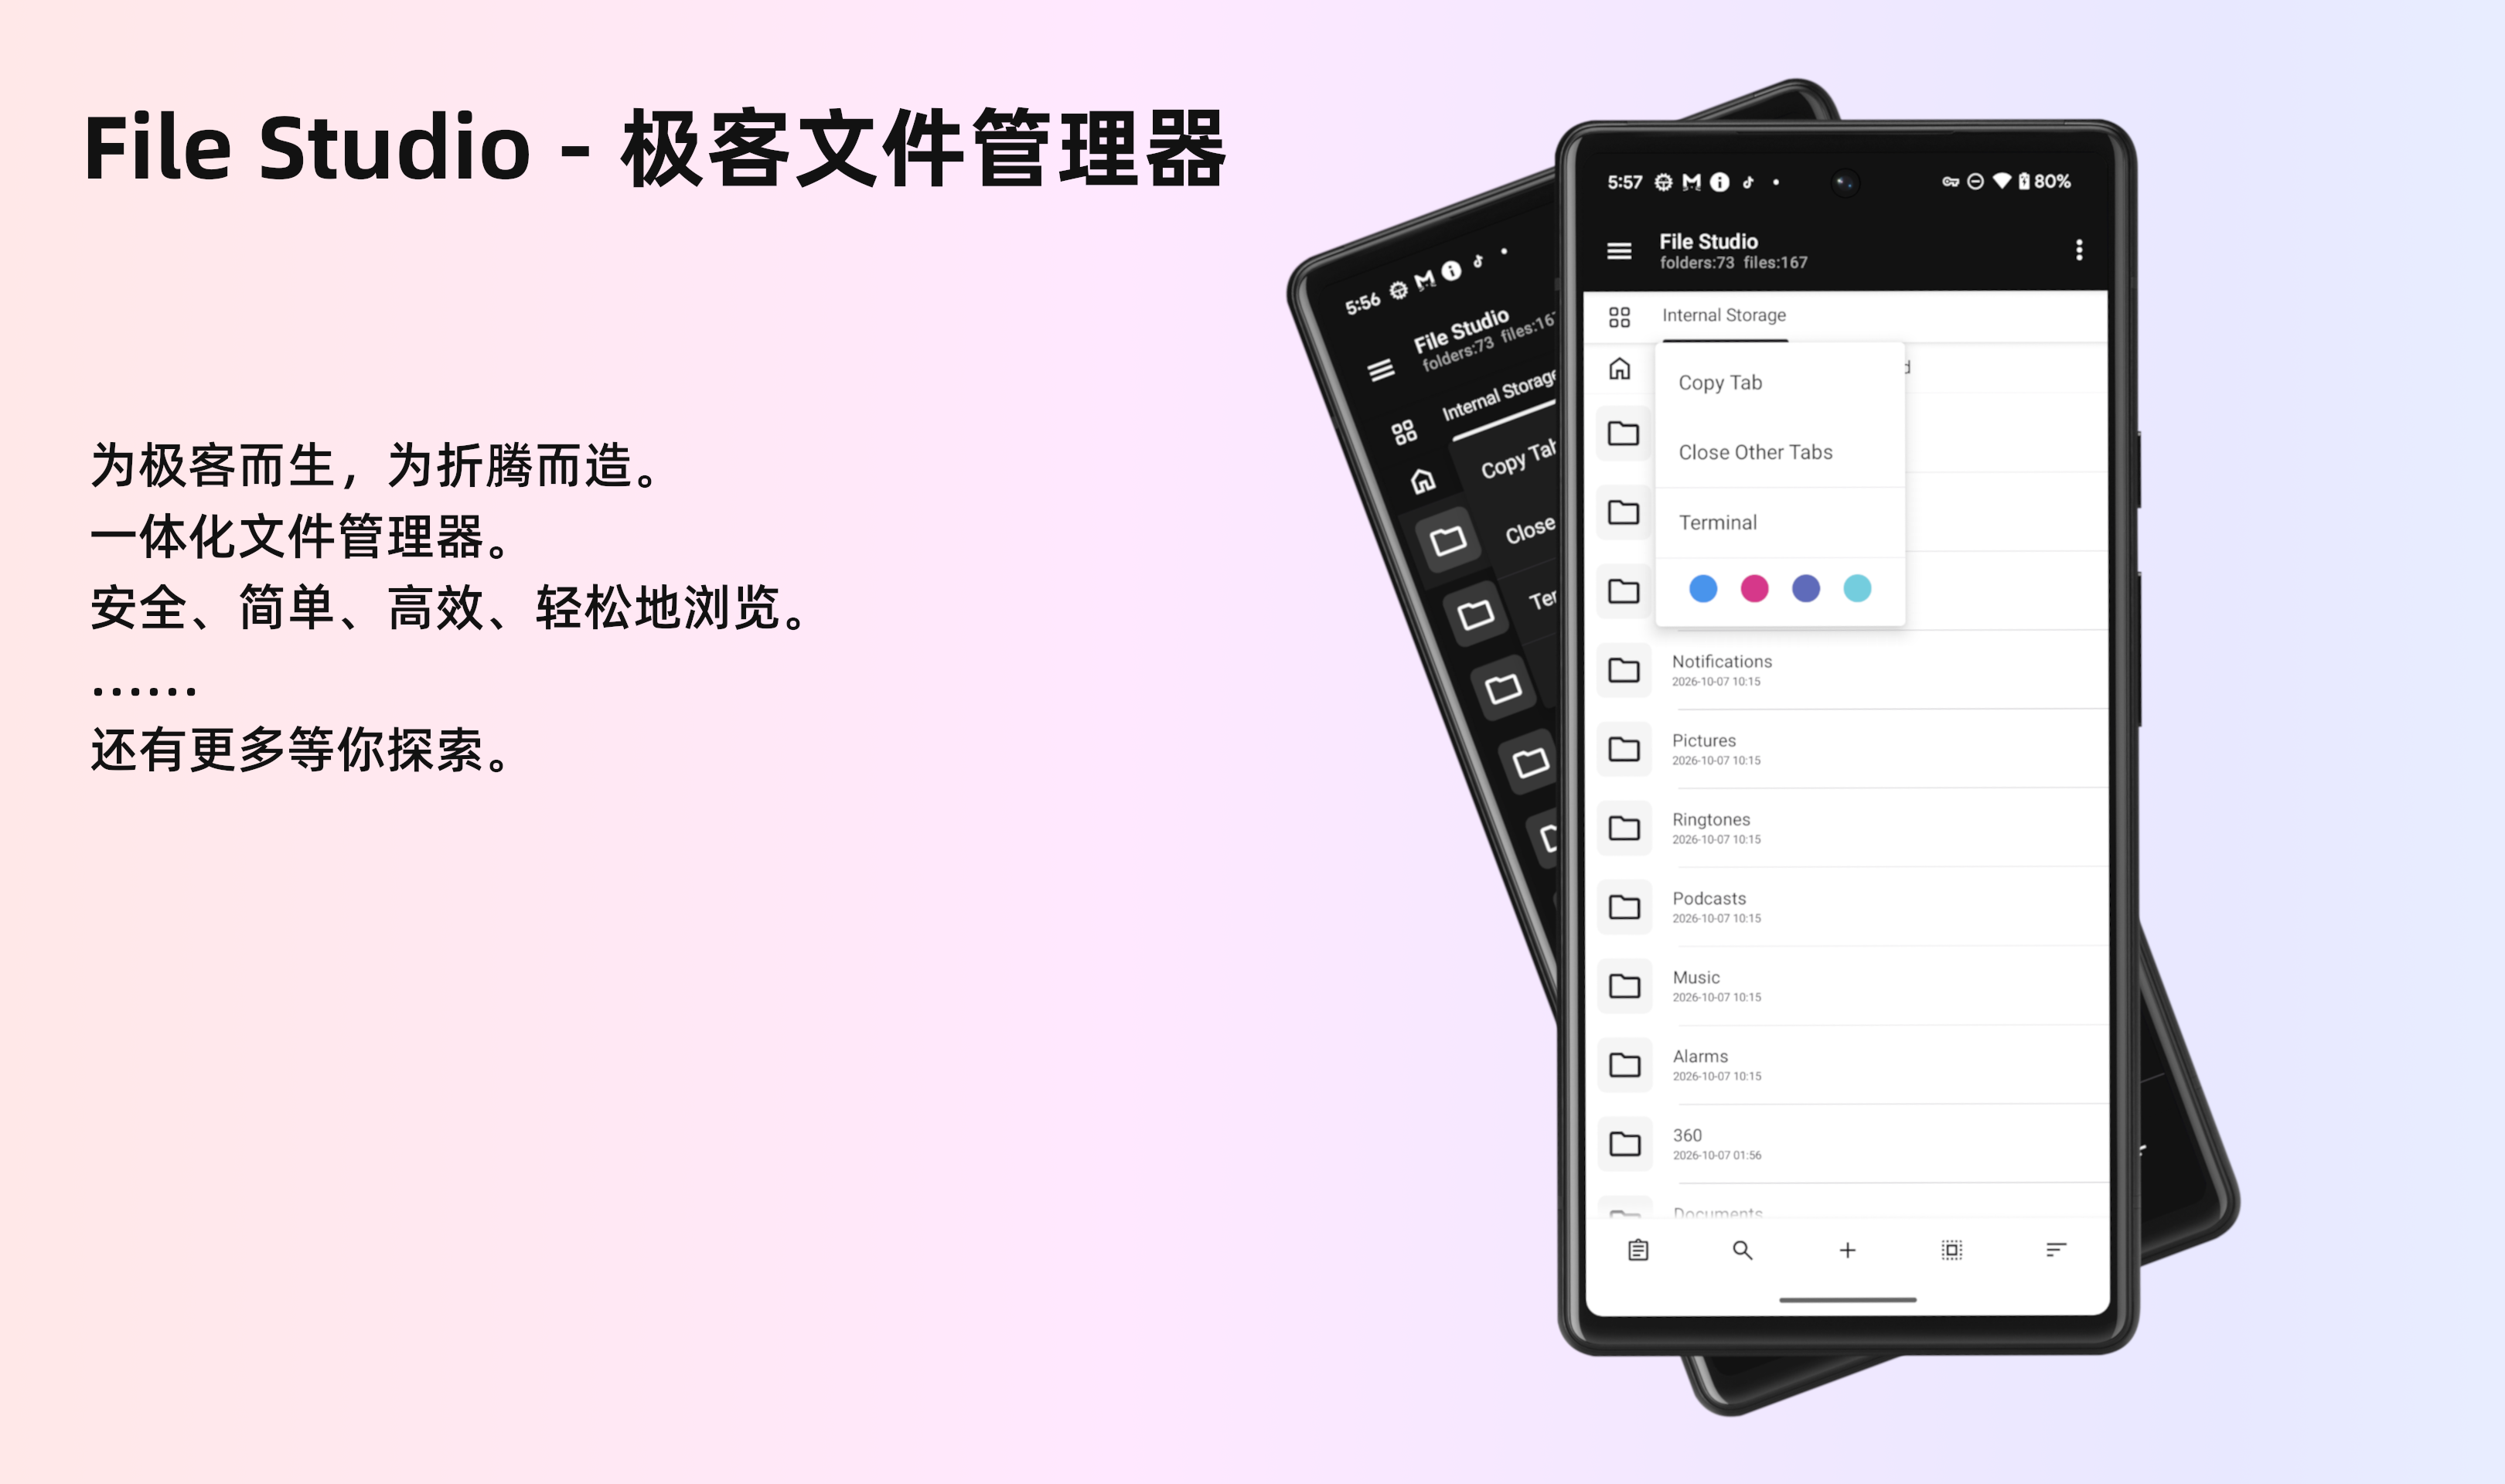 File Studio - 极客文件管理器
为极客而生，为折腾而造。
一体化文件管理器。
安全、简单、高效、轻松地浏览。
······
还有更多等你探索。
5:56
File Studio
folders:73 files:167
Internal Storage
Copy Tab
Close
5:57
80%
File Studio
folders:73 files:167
Internal Storage
Copy Tab
Close Other Tabs
Terminal
Notifications
2026-10-07 10:15
Pictures
2026-10-07 10:15
Ringtones
2026-10-07 10:15
Podcasts
2026-10-07 10:15
Music
2026-10-07 10:15
Alarms
2026-10-07 10:15
360
2026-10-07 01:56
Documents